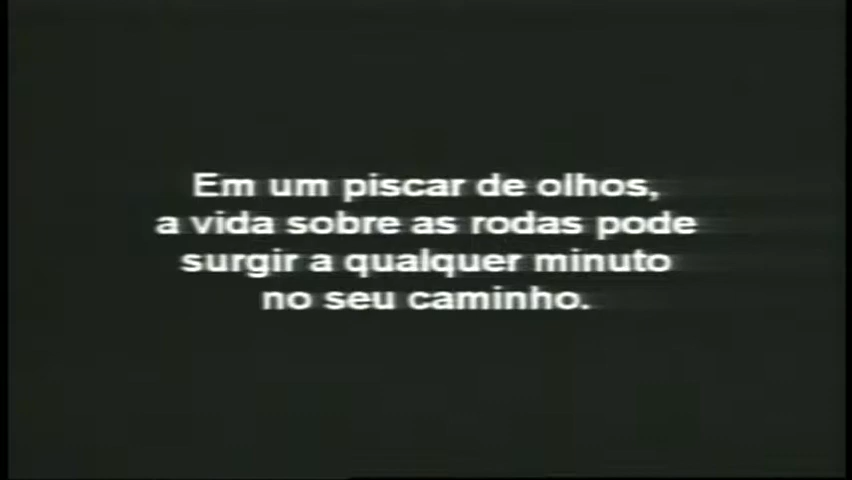 Em um piscar de olhos,
a vida sobre as rodas pode
surgir a qualquer minuto
no seu caminho.